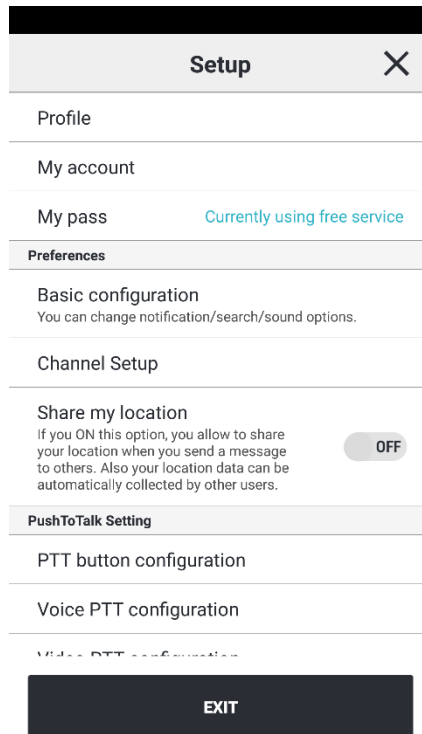 Setup
Profile
My account
My pass Currently using free service
Preferences
Basic configuration
You can change notification/search/sound options.
Channel Setup
Share my location
If you ON this option, you allow to share
your location when you send a message
to others. Also your location data can be
automatically collected by other users.
OFF
PushToTalk Setting
PTT button configuration
Voice PTT configuration
Video PTT configuration
EXIT